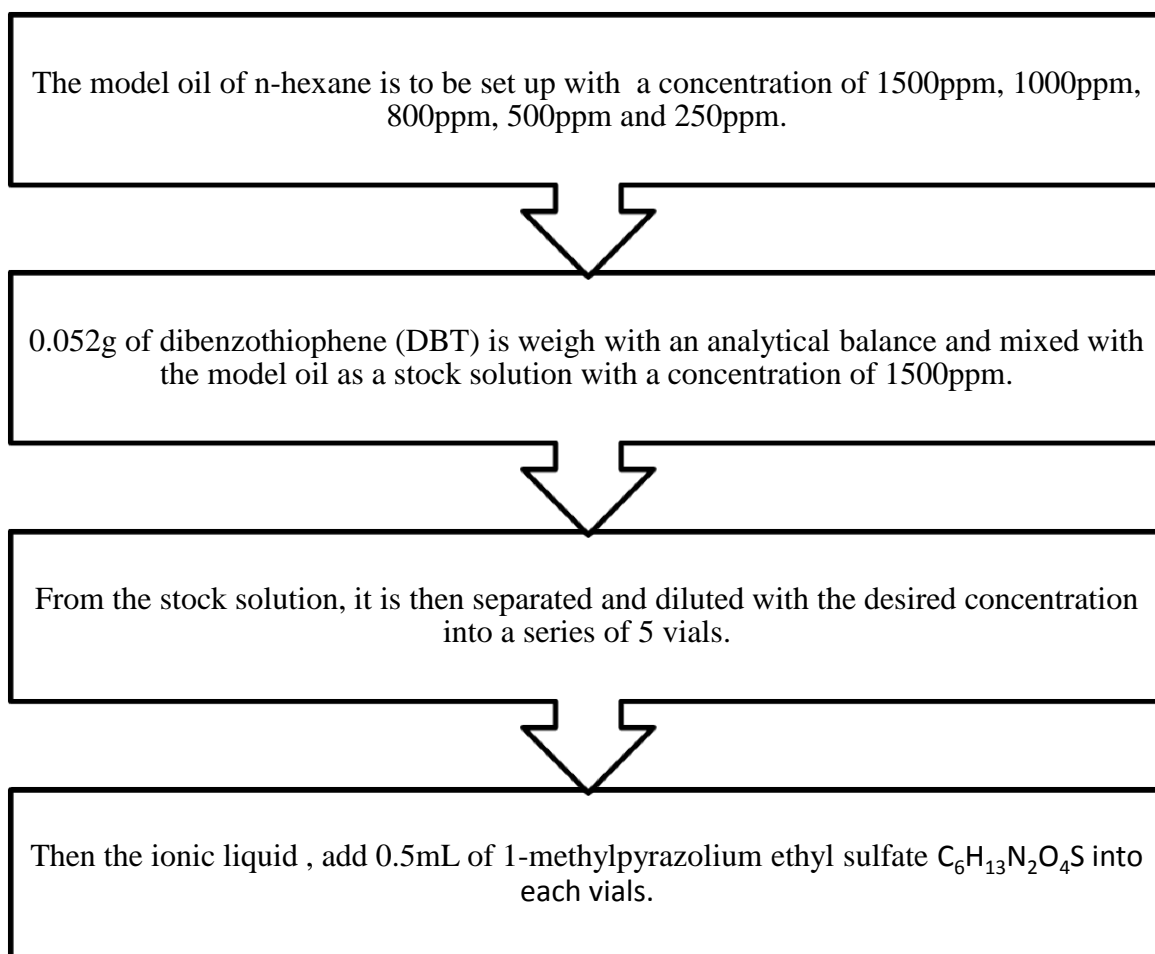 The model oil of n-hexane is to be set up with  a concentration of 1500ppm, 1000ppm,
800ppm, 500ppm and 250ppm.
0.052g of dibenzothiophene (DBT) is weigh with an analytical balance and mixed with
the model oil as a stock solution with a concentration of 1500ppm.
From the stock solution, it is then separated and diluted with the desired concentration
into a series of 5 vials.
Then the ionic liquid , add 0.5mL of 1-methylpyrazolium ethyl sulfate C₆H₁₃N₂O₄S into
each vials.